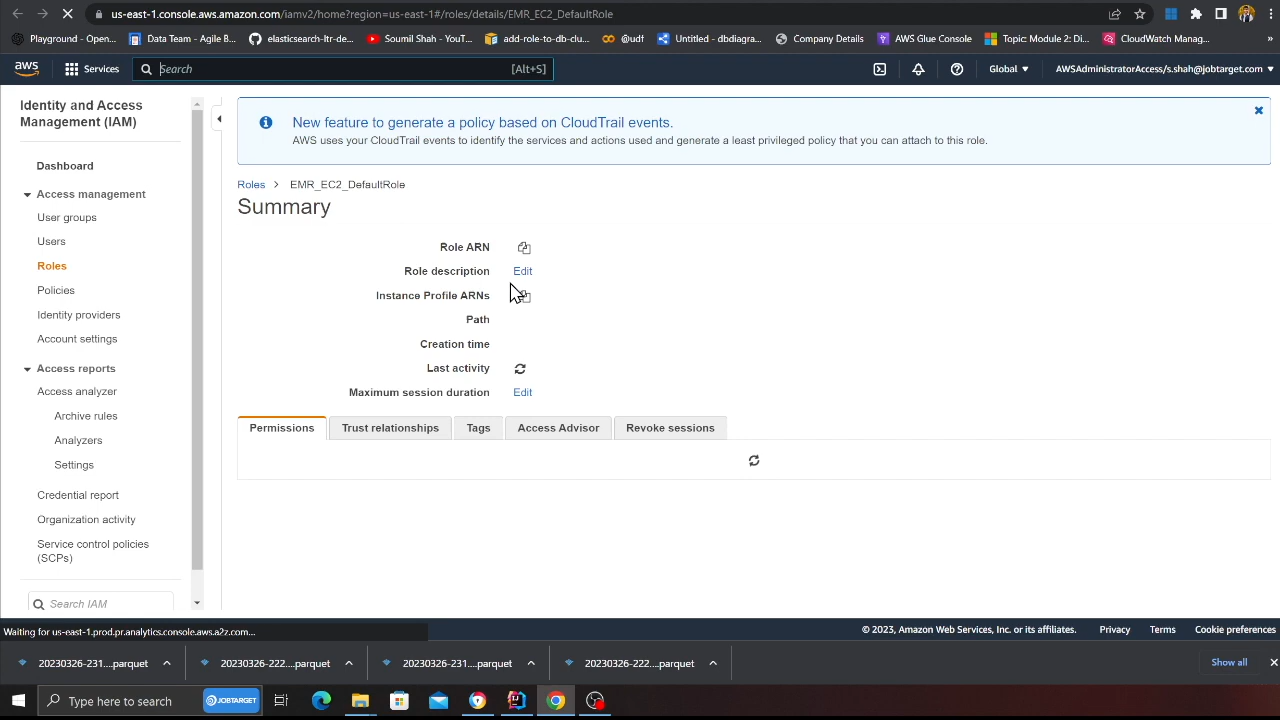 us-east-1.console.aws.amazon.com/iamv2/home?region=us-east-1#/roles/details/EMR_EC2_DefaultRole
Playground - Open...
Data Team - Agile B...
elasticsearch-ltr-de...
Soumil Shah - YouT...
add-role-to-db-clu...
@udf
Untitled - dbdiagra...
Company Details
AWS Glue Console
Topic: Module 2: Di...
CloudWatch Manag...
»
aws
Services
Search
[Alt+S]
Global
AWSAdministratorAccess/s.shah@jobtarget.com
Identity and Access
Management (IAM)
Dashboard
Access management
User groups
Users
Roles
Policies
Identity providers
Account settings
Access reports
Access analyzer
Archive rules
Analyzers
Settings
Credential report
Organization activity
Service control policies
(SCPs)
Search IAM
New feature to generate a policy based on CloudTrail events.
AWS uses your CloudTrail events to identify the services and actions used and generate a least privileged policy that you can attach to this role.
Roles > EMR_EC2_DefaultRole
Summary
Role ARN
Role description Edit
Instance Profile ARNs
Path
Creation time
Last activity
Maximum session duration Edit
Permissions
Trust relationships
Tags
Access Advisor
Revoke sessions
Waiting for us-east-1.prod.pr.analytics.console.aws.a2z.com...
© 2023, Amazon Web Services, Inc. or its affiliates.
Privacy
Terms
Cookie preferences
20230326-231....parquet
20230326-222....parquet
20230326-231....parquet
20230326-222....parquet
Show all
Type here to search
JOBTARGET